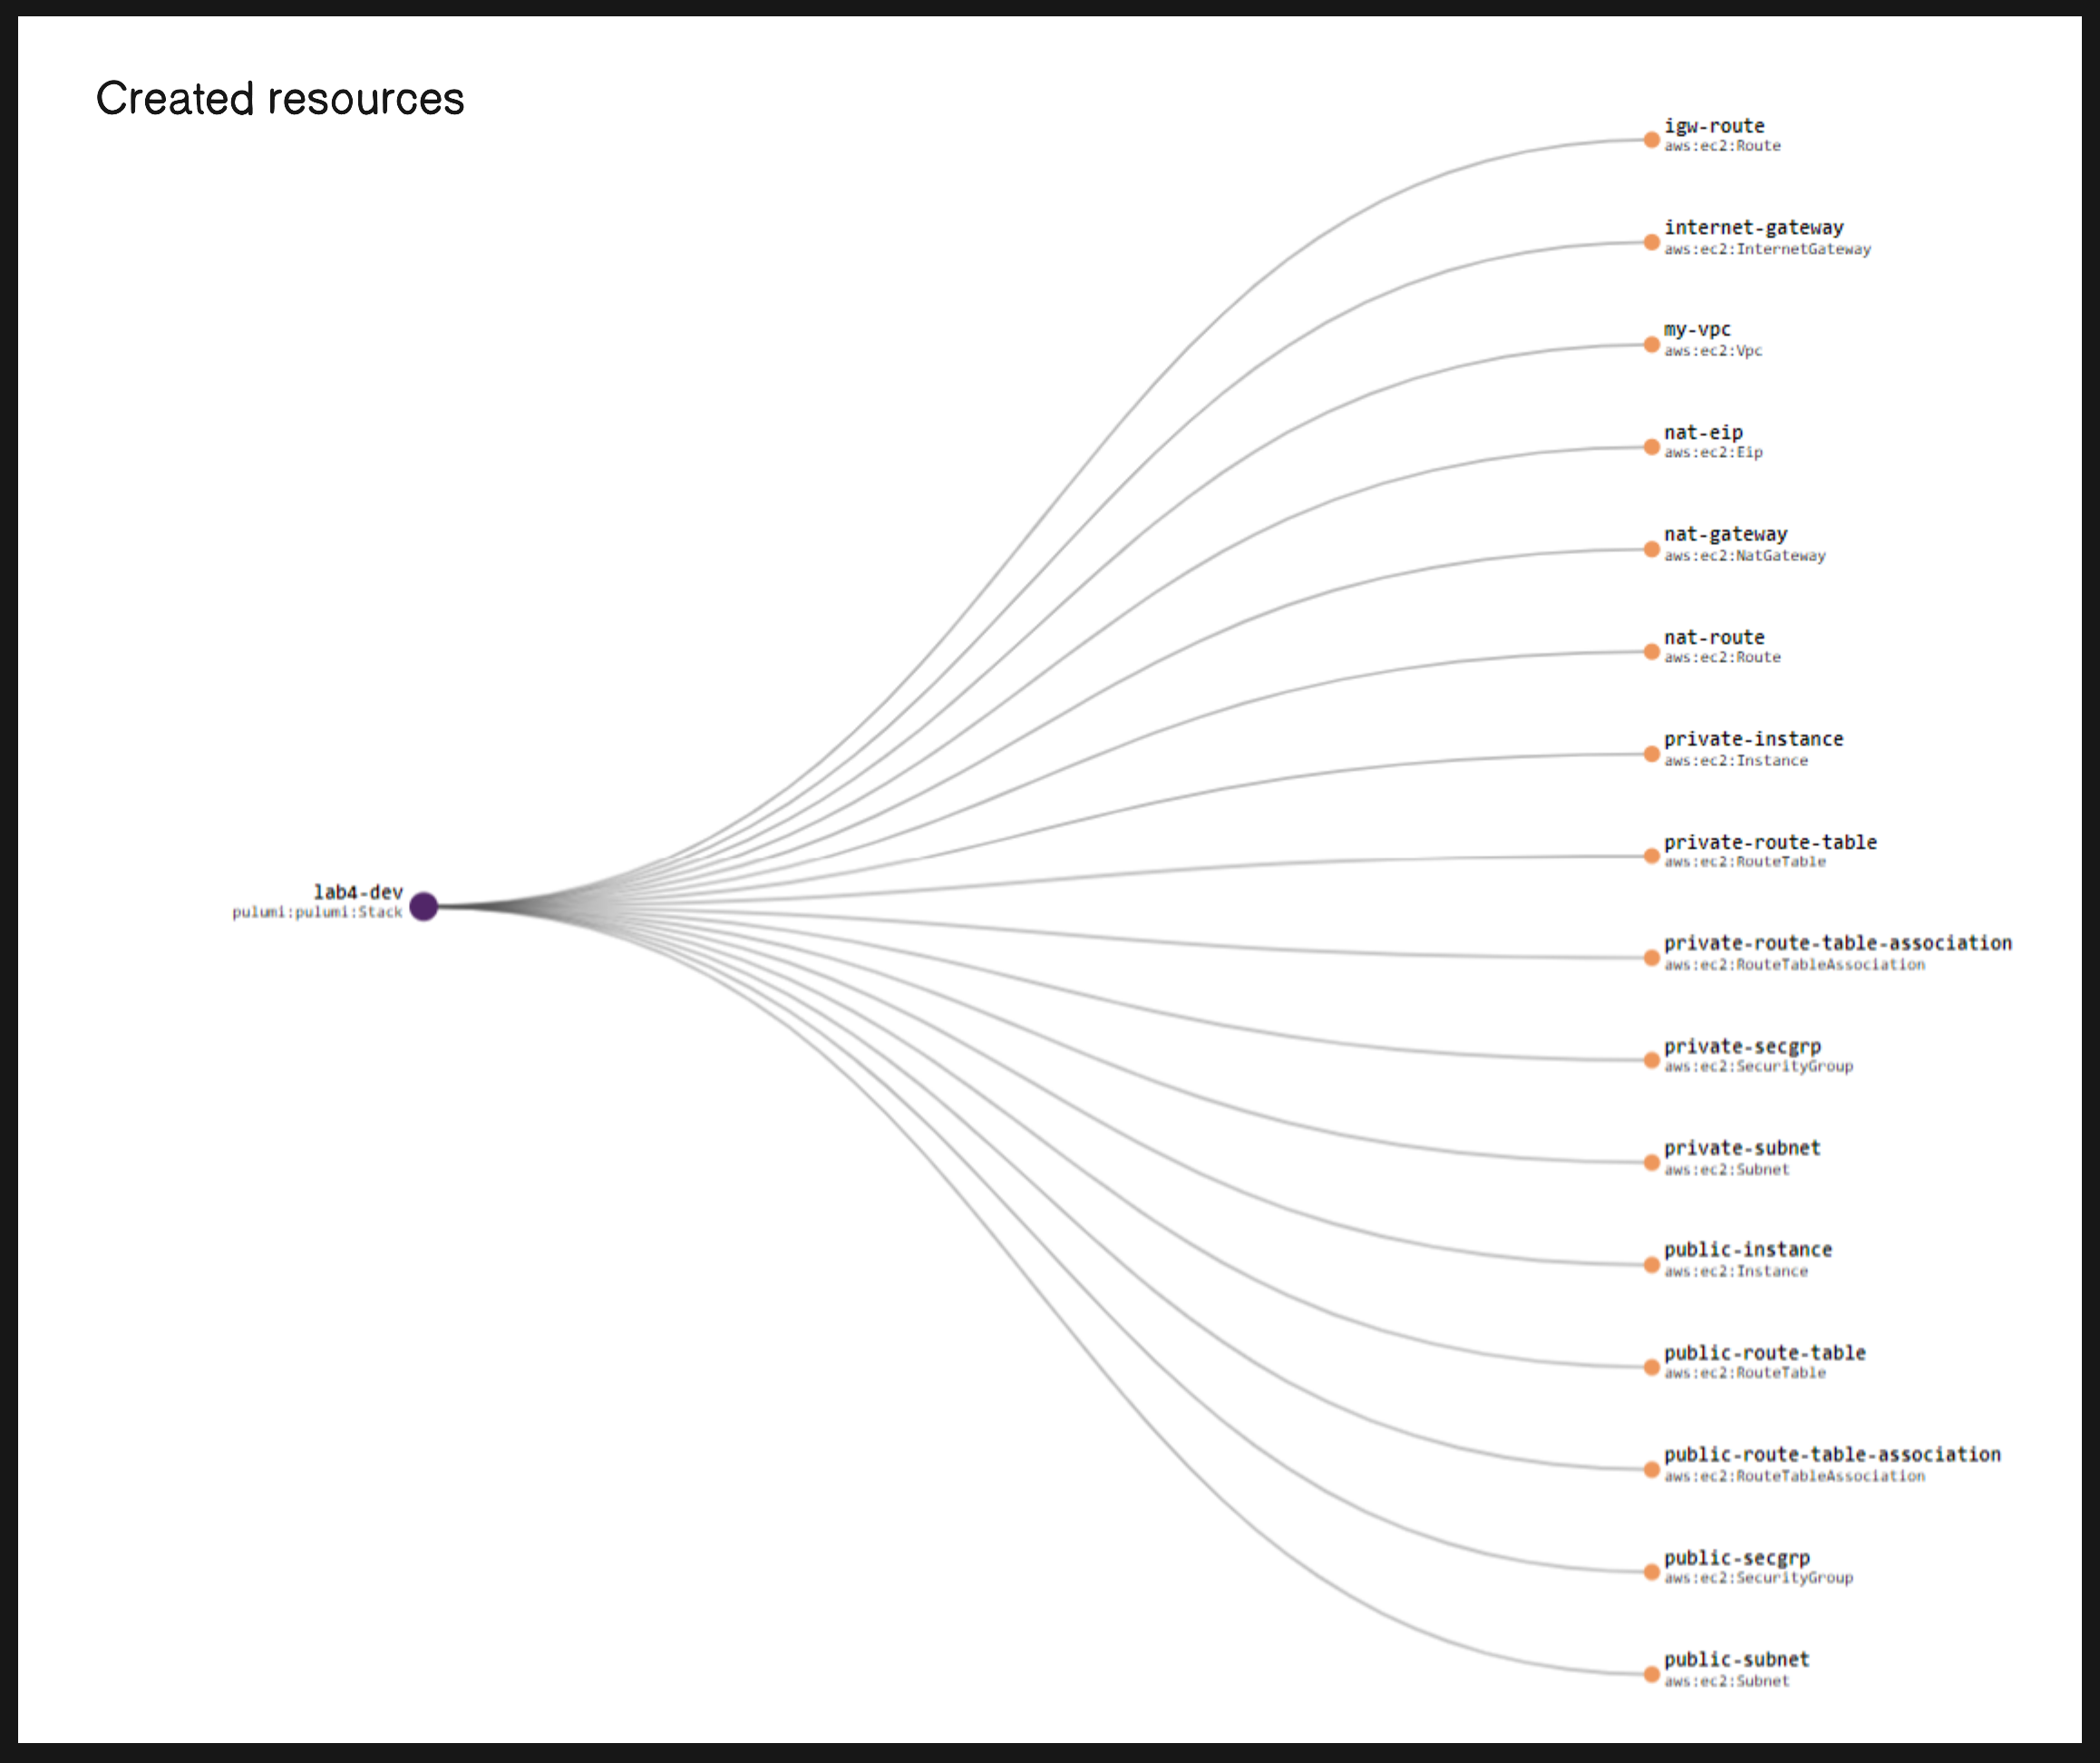 Created resources
igw-route
aws:ec2:Route
internet-gateway
aws:ec2:InternetGateway
my-vpc
aws:ec2:Vpc
nat-eip
aws:ec2:Eip
nat-gateway
aws:ec2:NatGateway
nat-route
aws:ec2:Route
private-instance
aws:ec2:Instance
private-route-table
aws:ec2:RouteTable
lab4-dev
pulumi:pulumi:Stack
private-route-table-association
aws:ec2:RouteTableAssociation
private-secgrp
aws:ec2:SecurityGroup
private-subnet
aws:ec2:Subnet
public-instance
aws:ec2:Instance
public-route-table
aws:ec2:RouteTable
public-route-table-association
aws:ec2:RouteTableAssociation
public-secgrp
aws:ec2:SecurityGroup
public-subnet
aws:ec2:Subnet